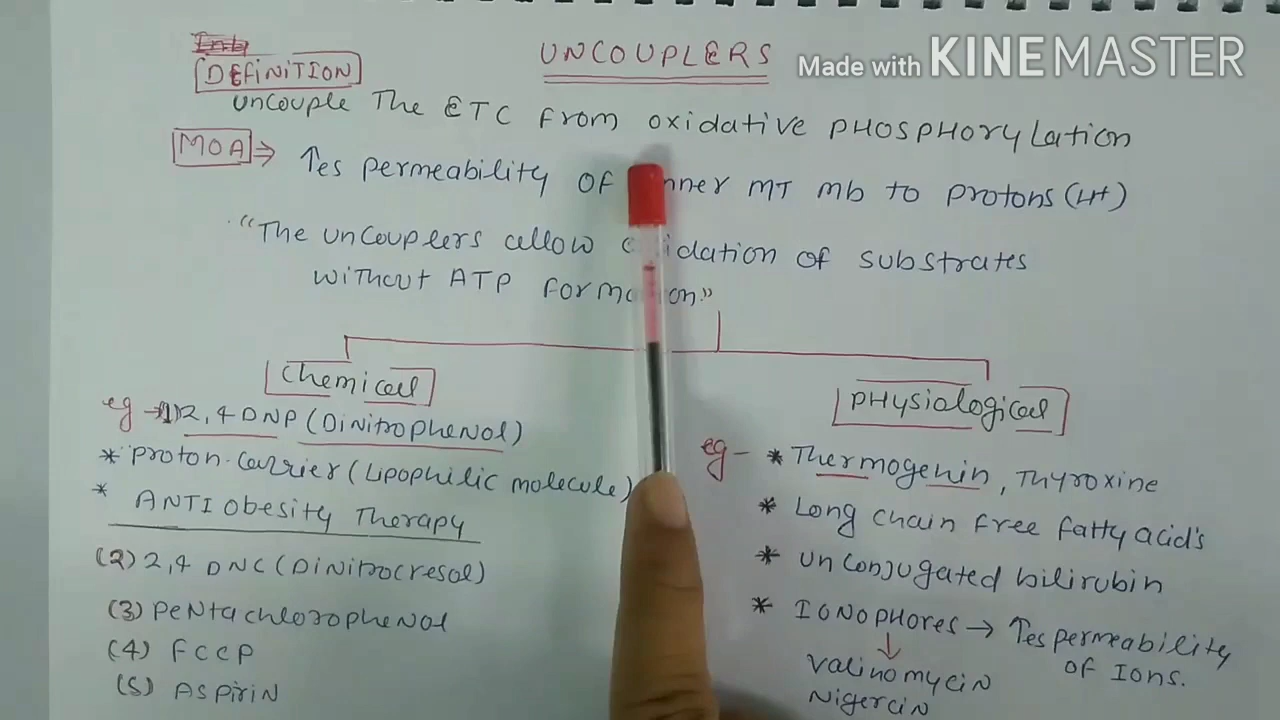 UNCOUPLERS
Made with KINEMASTER
DEFINITION
uncouple The ETC From oxidative PHOSPHorylation
MOA ⇒ ↑es permeability OF inner MT mb to Protons (H+)
"The uncouplers allow oxidation of substrates
without ATP Formation"
Chemical
eg → 1) 2,4 DNP (Dinitrophenol)
* Proton-carrier (Lipophilic molecule)
* ANTIobesity Therapy
(2) 2,4 DNC (Dinitrocresol)
(3) Pentachlorophenol
(4) FCCP
(5) Aspirin
PHysiological
eg - * Thermogenin, Thyroxine
* Long chain free fatty acid's
* unconjugated bilirubin
* IONOPHORES → ↑es permeability
of Ions.
↓
Valinomycin
Nigercin